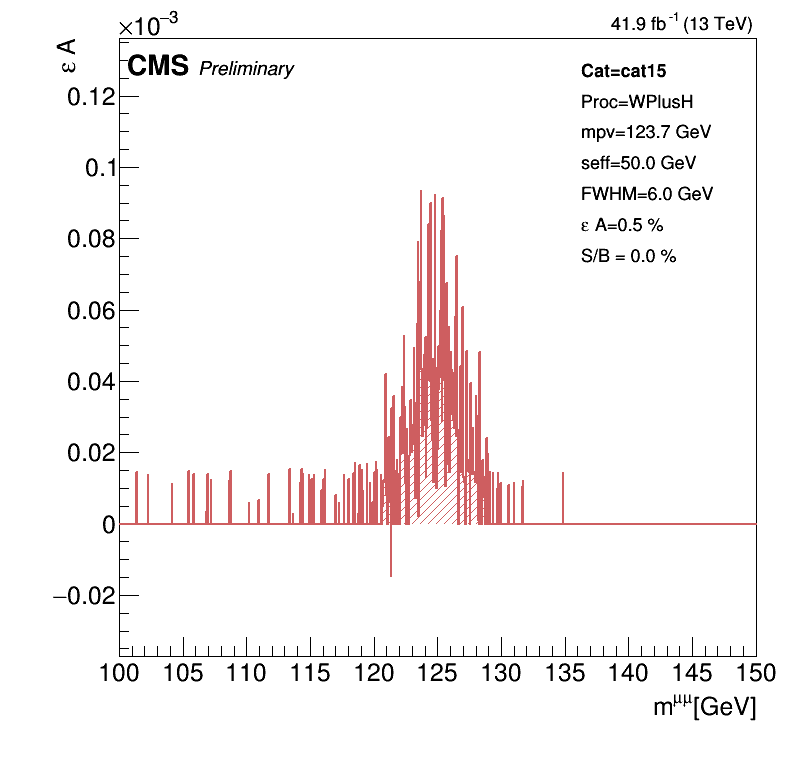 ×10⁻³
41.9 fb⁻¹ (13 TeV)
ε A
CMS Preliminary
Cat=cat15
Proc=WPlusH
mpv=123.7 GeV
seff=50.0 GeV
FWHM=6.0 GeV
ε A=0.5 %
S/B = 0.0 %
0.12
0.1
0.08
0.06
0.04
0.02
0
−0.02
100 105 110 115 120 125 130 135 140 145 150
m^μμ[GeV]